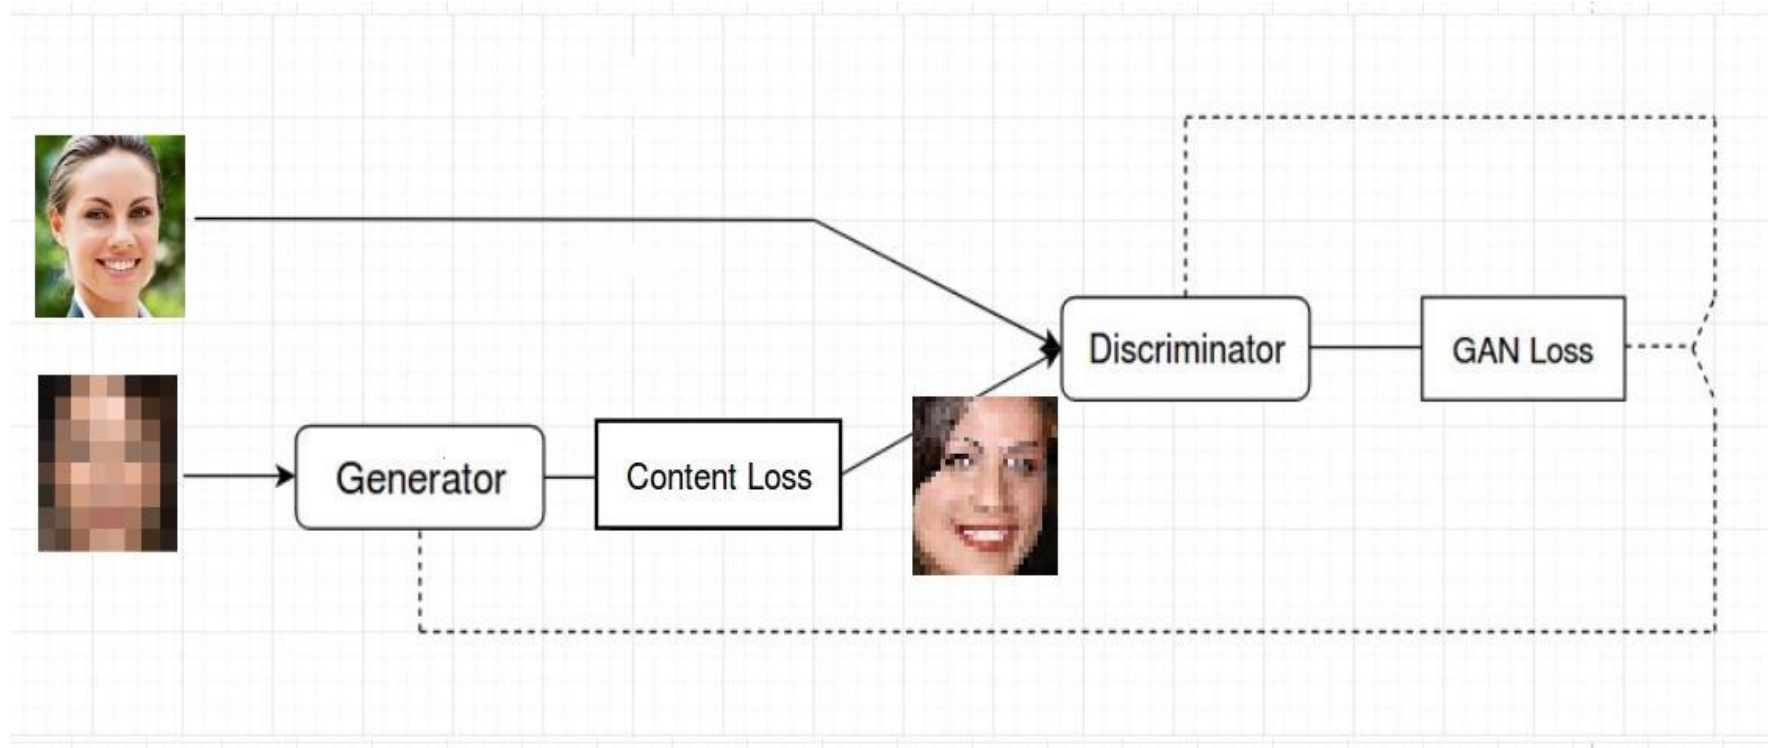 Discriminator
GAN Loss
Generator
Content Loss